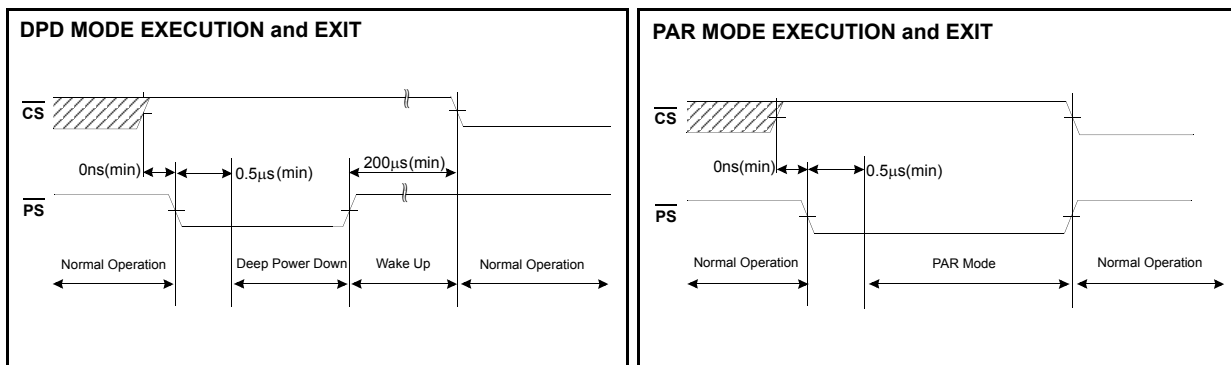 DPD MODE EXECUTION and EXIT
CS
0ns(min)
0.5μs(min)
200μs(min)
PS
Normal Operation
Deep Power Down
Wake Up
Normal Operation
PAR MODE EXECUTION and EXIT
CS
0ns(min)
0.5μs(min)
PS
Normal Operation
PAR Mode
Normal Operation